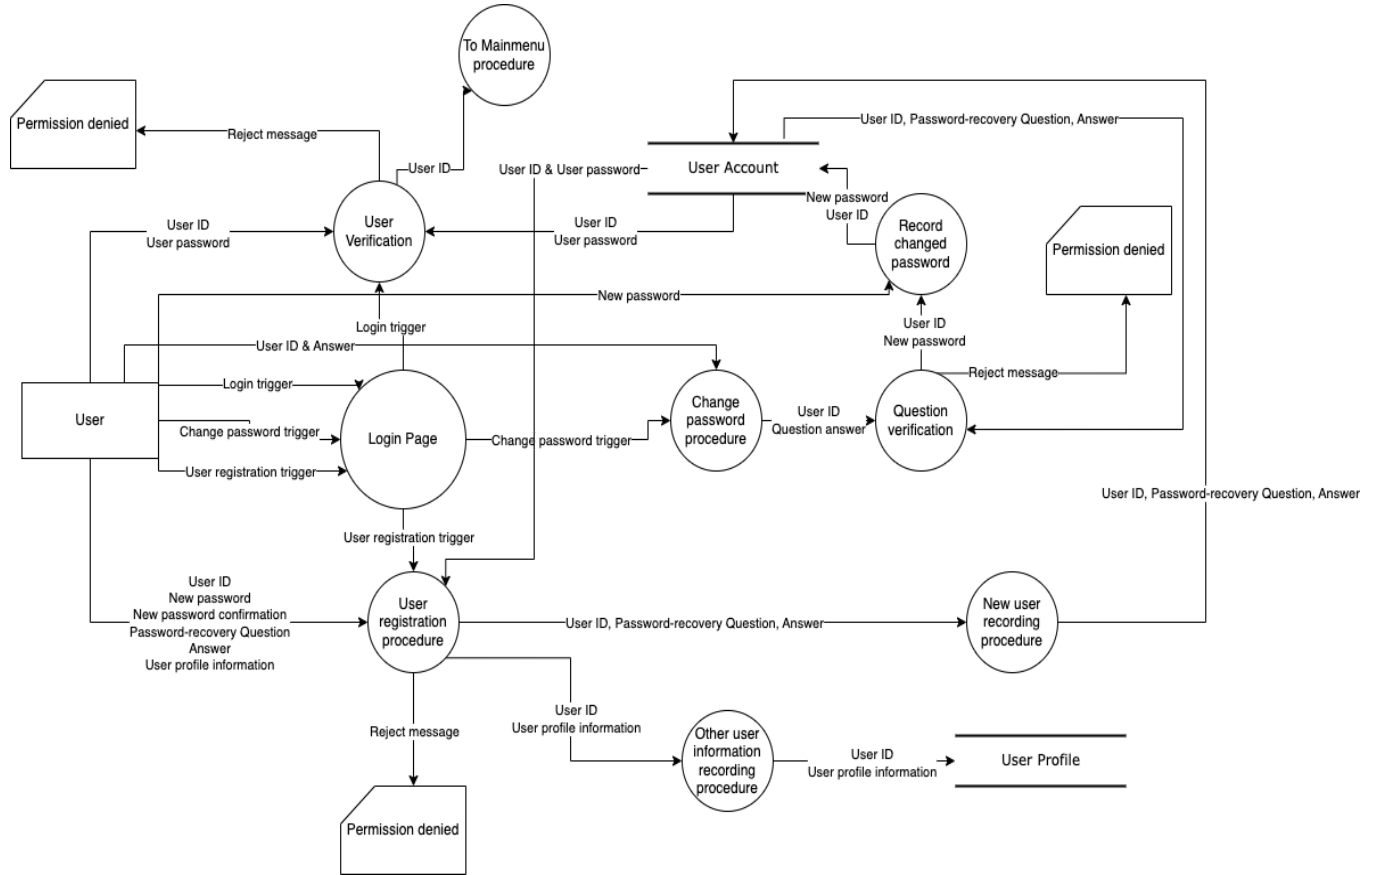 To Mainmenu
procedure
Permission denied
Reject message
User ID, Password-recovery Question, Answer
User ID
User ID & User password
User Account
New password
User ID
User
Verification
User ID
User password
User ID
User password
Record
changed
password
Permission denied
New password
Login trigger
User ID
New password
User ID & Answer
Reject message
Login trigger
User
Change password trigger
Login Page
Change password trigger
Change
password
procedure
User ID
Question answer
Question
verification
User registration trigger
User ID, Password-recovery Question, Answer
User registration trigger
User ID
New password
New password confirmation
Password-recovery Question
Answer
User profile information
User
registration
procedure
User ID, Password-recovery Question, Answer
New user
recording
procedure
Reject message
User ID
User profile information
Other user
information
recording
procedure
User ID
User profile information
User Profile
Permission denied